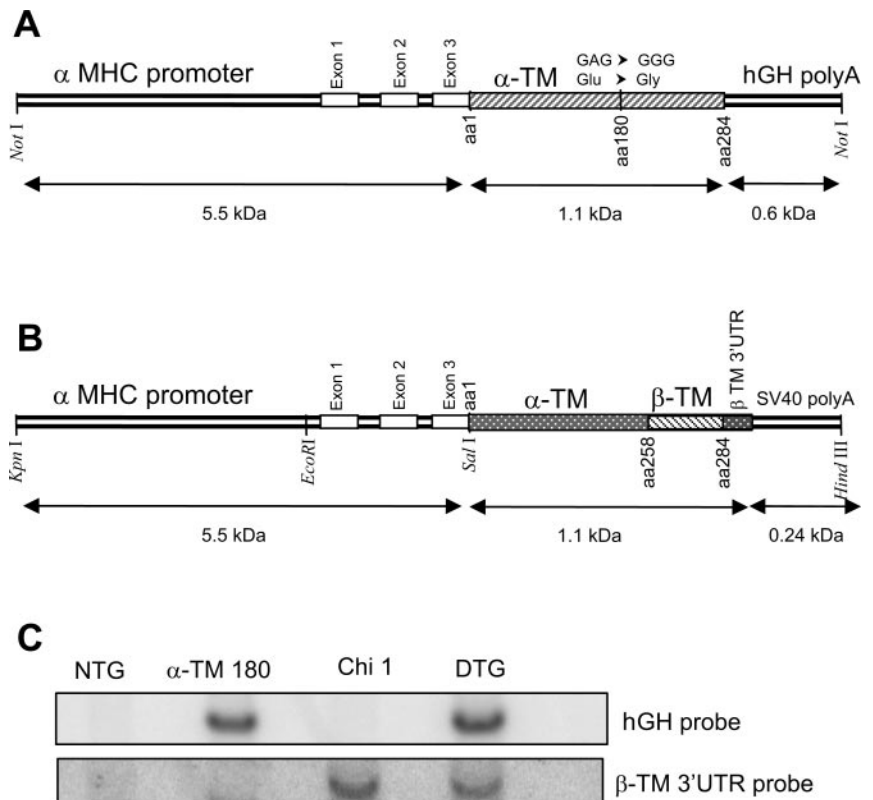 A
α MHC promoter
Exon 1
Exon 2
Exon 3
α-TM
GAG ➤ GGG
Glu ➤ Gly
hGH polyA
Not I
aa1
aa180
aa284
Not I
5.5 kDa
1.1 kDa
0.6 kDa
B
α MHC promoter
Exon 1
Exon 2
Exon 3
aa1
α-TM
β-TM
β TM 3'UTR
SV40 polyA
Kpn I
EcoRI
Sal I
aa258
aa284
Hind III
5.5 kDa
1.1 kDa
0.24 kDa
C
NTG
α-TM 180
Chi 1
DTG
hGH probe
β-TM 3'UTR probe